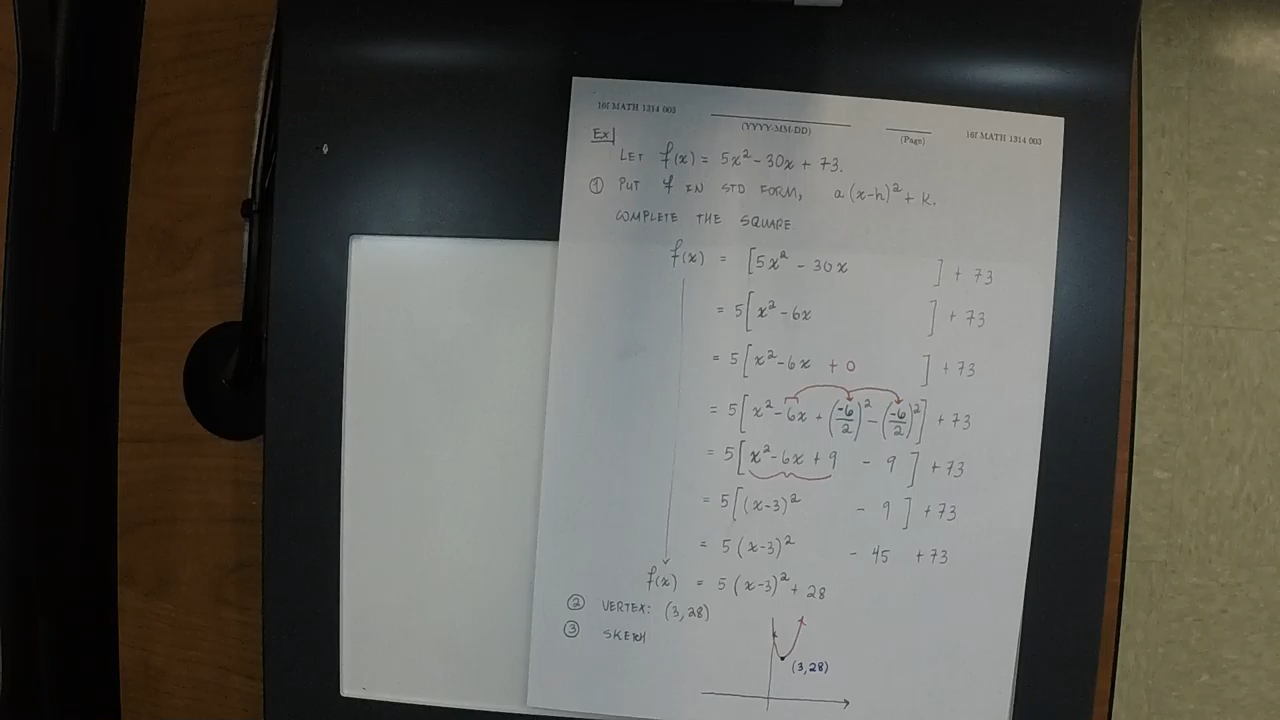 16f MATH 1314 003 (YYYY-MM-DD) (Page) 16f MATH 1314 003
Ex
LET f(x) = 5x² - 30x + 73.
① PUT f IN STD FORM, a(x-h)² + k.
COMPLETE THE SQUARE.
f(x) = [5x² - 30x ] + 73
= 5[x² - 6x ] + 73
= 5[x² - 6x + 0 ] + 73
= 5[x² - 6x + (-6/2)² - (-6/2)²] + 73
= 5[x² - 6x + 9 - 9 ] + 73
= 5[(x-3)² - 9 ] + 73
= 5(x-3)² - 45 + 73
f(x) = 5(x-3)² + 28
② VERTEX: (3,28)
③ SKETCH
(3,28)